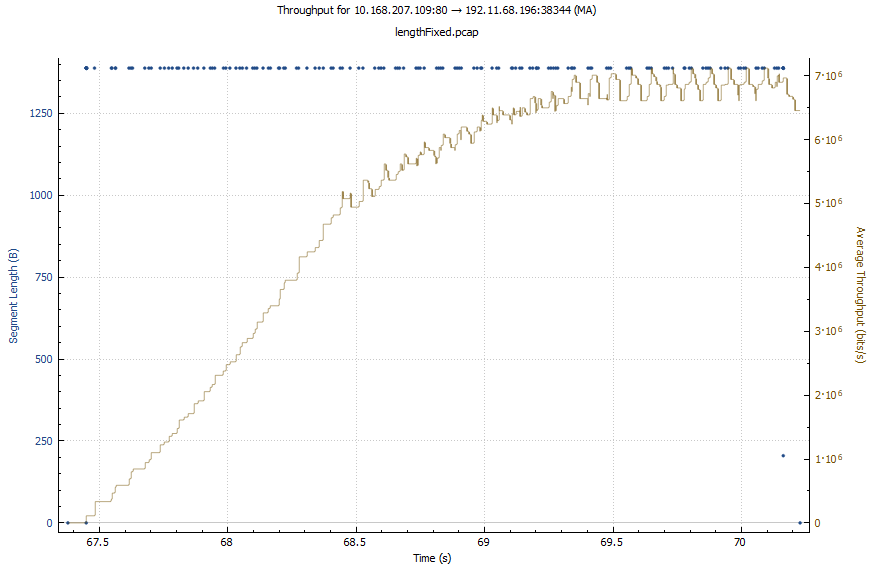 Throughput for 10.168.207.109:80 → 192.11.68.196:38344 (MA)
lengthFixed.pcap
Segment Length (B)
1250
1000
750
500
250
0
7·10⁶
6·10⁶
5·10⁶
4·10⁶
3·10⁶
2·10⁶
1·10⁶
0
Average Throughput (bits/s)
67.5 68 68.5 69 69.5 70
Time (s)